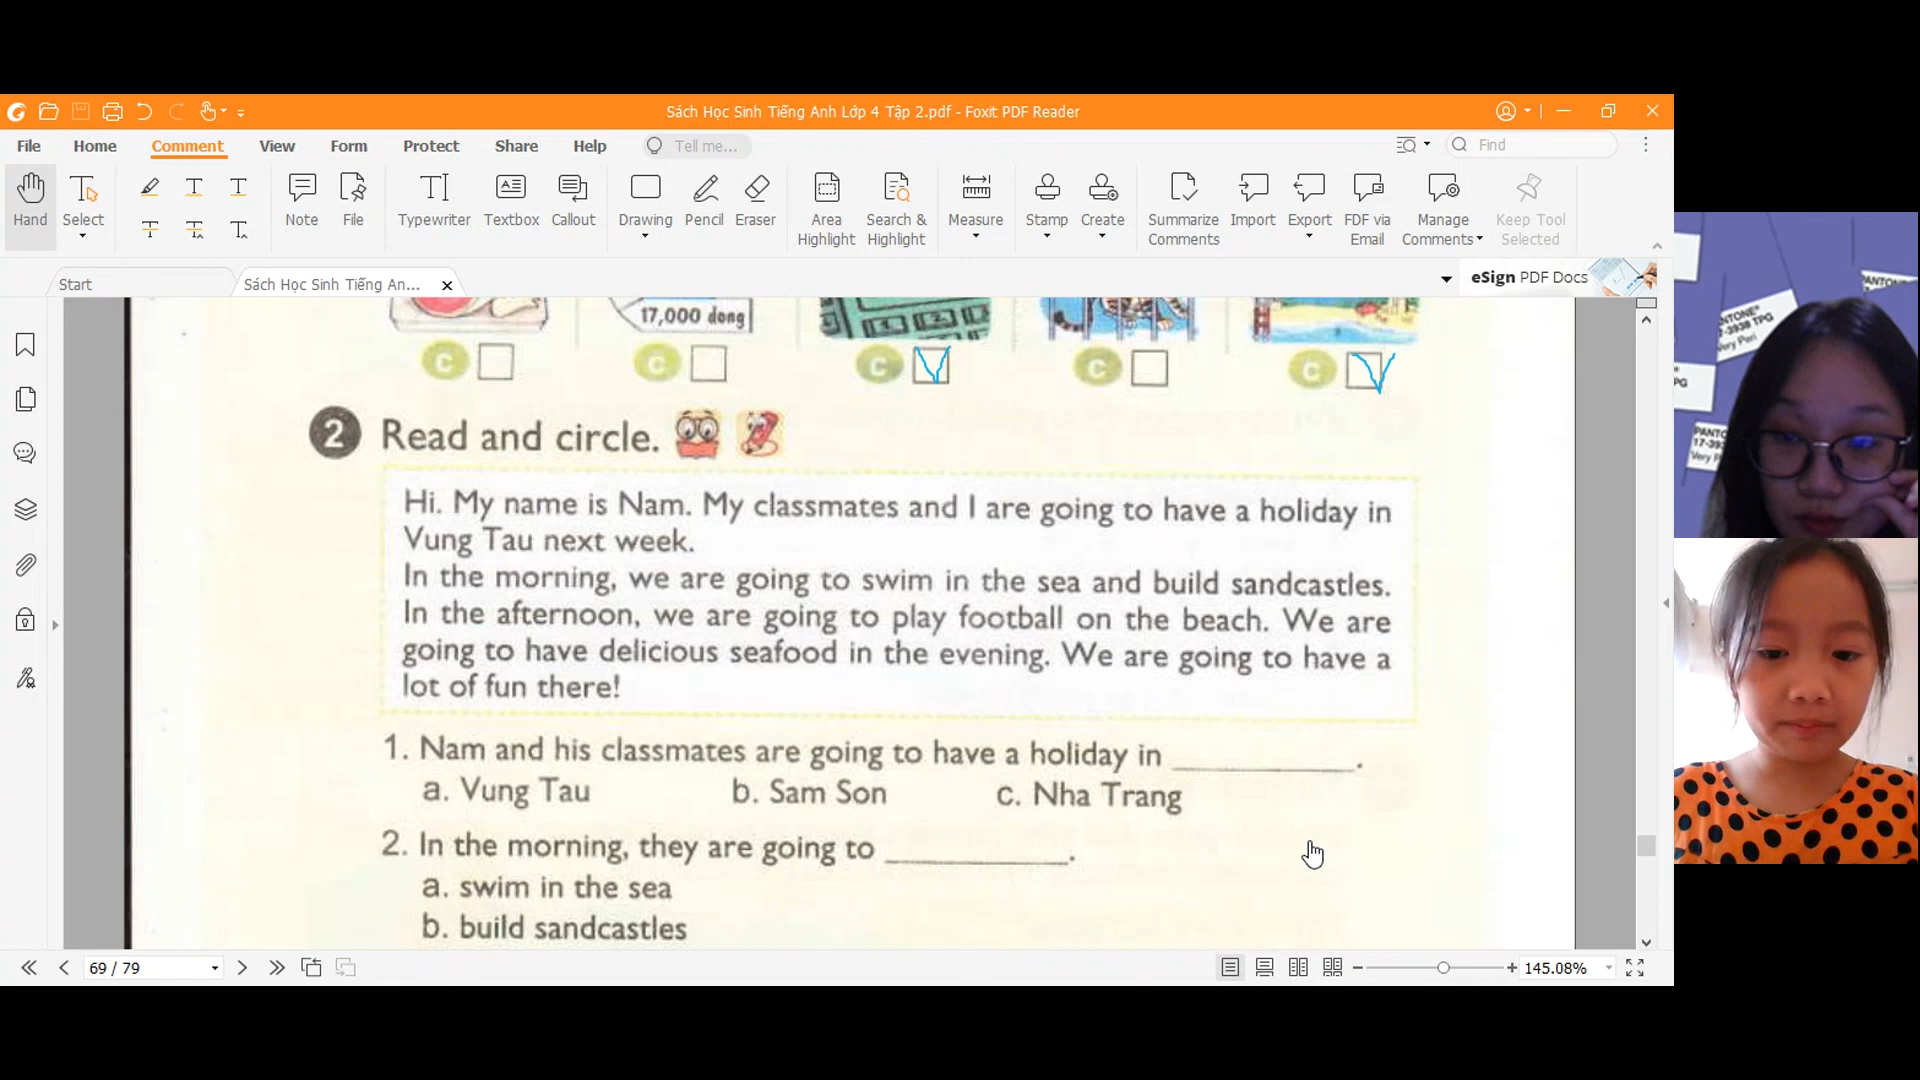 Sách Học Sinh Tiếng Anh Lớp 4 Tập 2.pdf - Foxit PDF Reader
File Home Comment View Form Protect Share Help Tell me... Find
Hand Select Note File Typewriter Textbox Callout Drawing Pencil Eraser Area Highlight Search & Highlight Measure Stamp Create Summarize Comments Import Export FDF via Email Manage Comments Keep Tool Selected
Start Sách Học Sinh Tiếng An... eSign PDF Docs
17,000 dong
C C C C C
2 Read and circle.
Hi. My name is Nam. My classmates and I are going to have a holiday in
Vung Tau next week.
In the morning, we are going to swim in the sea and build sandcastles.
In the afternoon, we are going to play football on the beach. We are
going to have delicious seafood in the evening. We are going to have a
lot of fun there!
1. Nam and his classmates are going to have a holiday in __________.
a. Vung Tau b. Sam Son c. Nha Trang
2. In the morning, they are going to __________.
a. swim in the sea
b. build sandcastles
69 / 79 145.08%
PANTONE®
17-3938 TPG
Very Peri